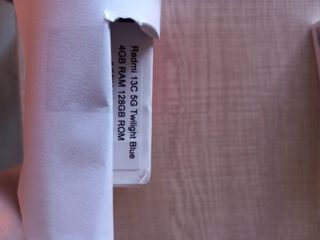 Redmi 13C 5G Twilight Blue
4GB RAM 128GB ROM